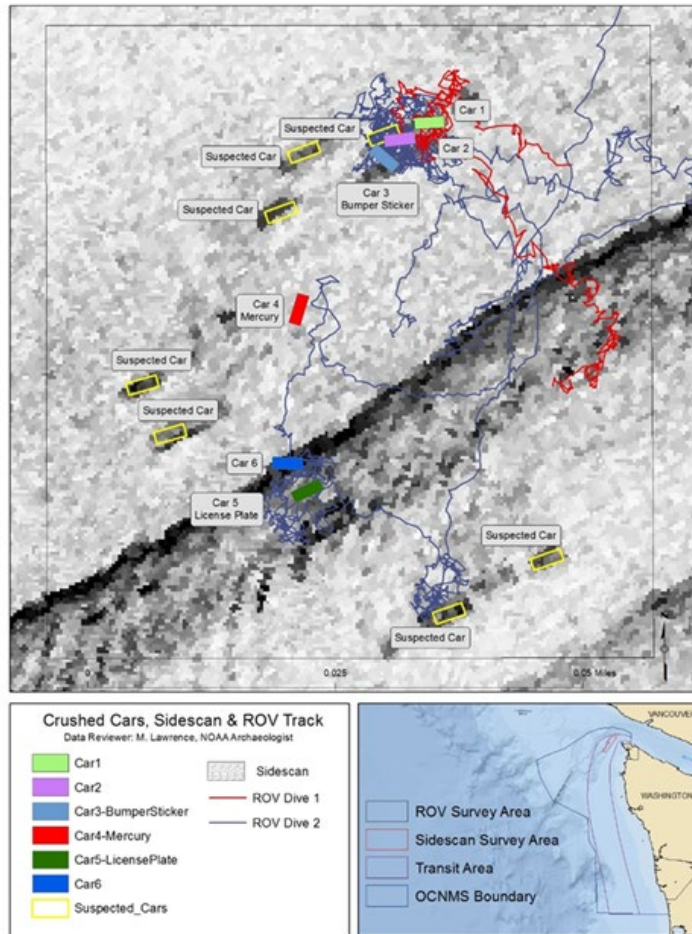 Car 1
Suspected Car
Car 2
Suspected Car
Car 3
Bumper Sticker
Suspected Car
Car 4
Mercury
Suspected Car
Suspected Car
Car 6
Car 5
License Plate
Suspected Car
Suspected Car
0
0.025
0.05 Miles
Crushed Cars, Sidescan & ROV Track
Data Reviewer: M. Lawrence, NOAA Archaeologist
Car1
Car2
Car3-BumperSticker
Car4-Mercury
Car5-LicensePlate
Car6
Suspected_Cars
Sidescan
ROV Dive 1
ROV Dive 2
VANCOUVER
WASHINGTON
ROV Survey Area
Sidescan Survey Area
Transit Area
OCNMS Boundary